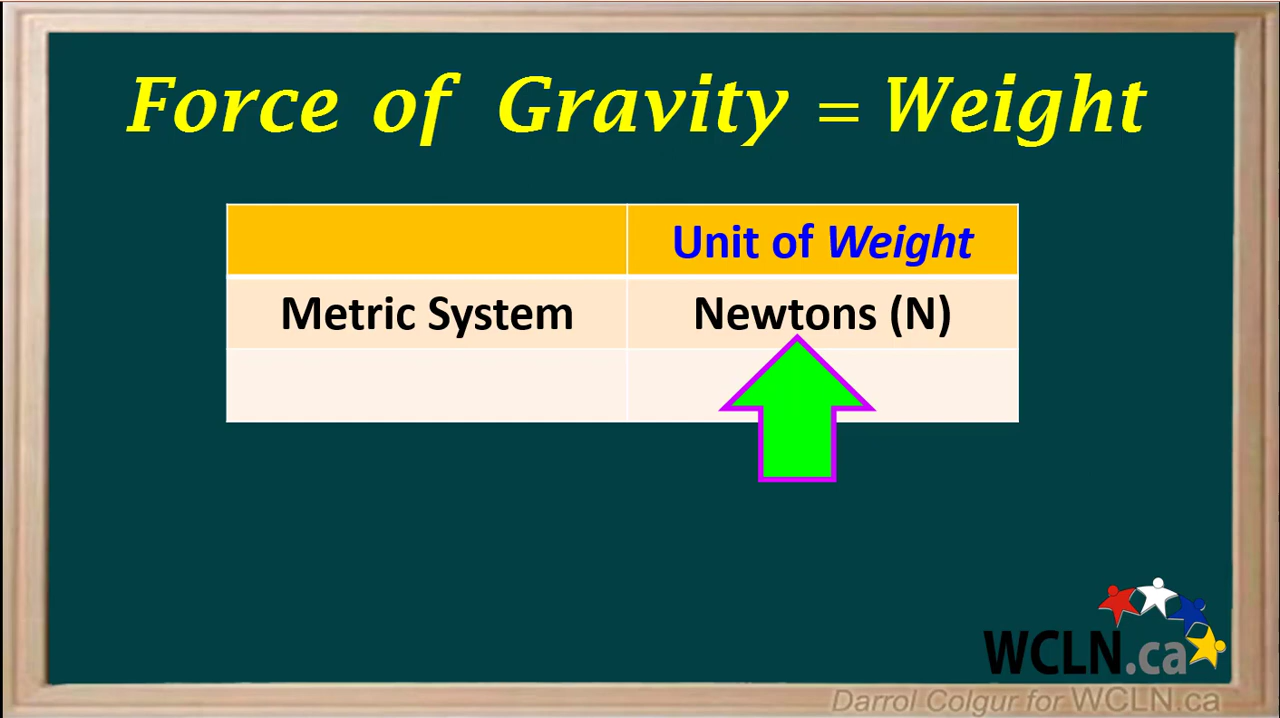 Force of Gravity = Weight
Unit of Weight
Metric System Newtons (N)
WCLN.ca
Darrol Colgur for WCLN.ca